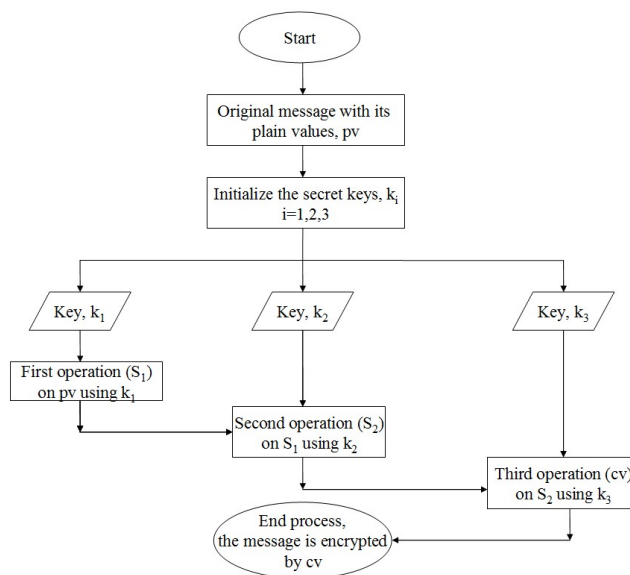 Start
Original message with its
plain values, pv
Initialize the secret keys, kᵢ
i=1,2,3
Key, k₁
Key, k₂
Key, k₃
First operation (S₁)
on pv using k₁
Second operation (S₂)
on S₁ using k₂
Third operation (cv)
on S₂ using k₃
End process,
the message is encrypted
by cv